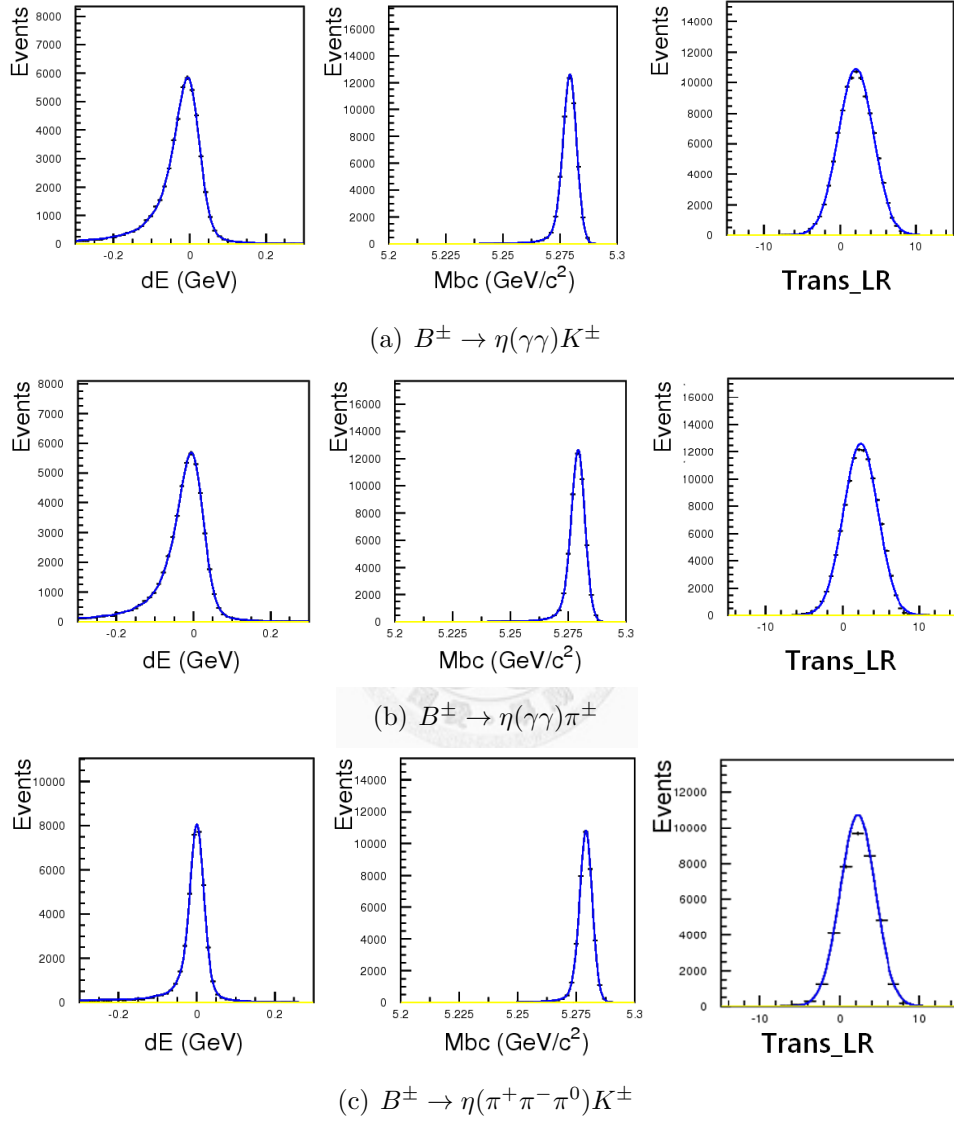 Events
8000
7000
6000
5000
4000
3000
2000
1000
0
-0.2 0 0.2
dE (GeV)
Events
16000
14000
12000
10000
8000
6000
4000
2000
0
5.2 5.225 5.25 5.275 5.3
Mbc (GeV/c²)
Events
14000
12000
10000
8000
6000
4000
2000
0
-10 0 10
Trans_LR
(a) B± → η(γγ)K±
Events
8000
7000
6000
5000
4000
3000
2000
1000
0
-0.2 0 0.2
dE (GeV)
Events
16000
14000
12000
10000
8000
6000
4000
2000
0
5.2 5.225 5.25 5.275 5.3
Mbc (GeV/c²)
Events
16000
14000
12000
10000
8000
6000
4000
2000
0
-10 0 10
Trans_LR
(b) B± → η(γγ)π±
Events
10000
8000
6000
4000
2000
0
-0.2 0 0.2
dE (GeV)
Events
14000
12000
10000
8000
6000
4000
2000
0
5.2 5.225 5.25 5.275 5.3
Mbc (GeV/c²)
Events
12000
10000
8000
6000
4000
2000
0
-10 0 10
Trans_LR
(c) B± → η(π⁺π⁻π⁰)K±